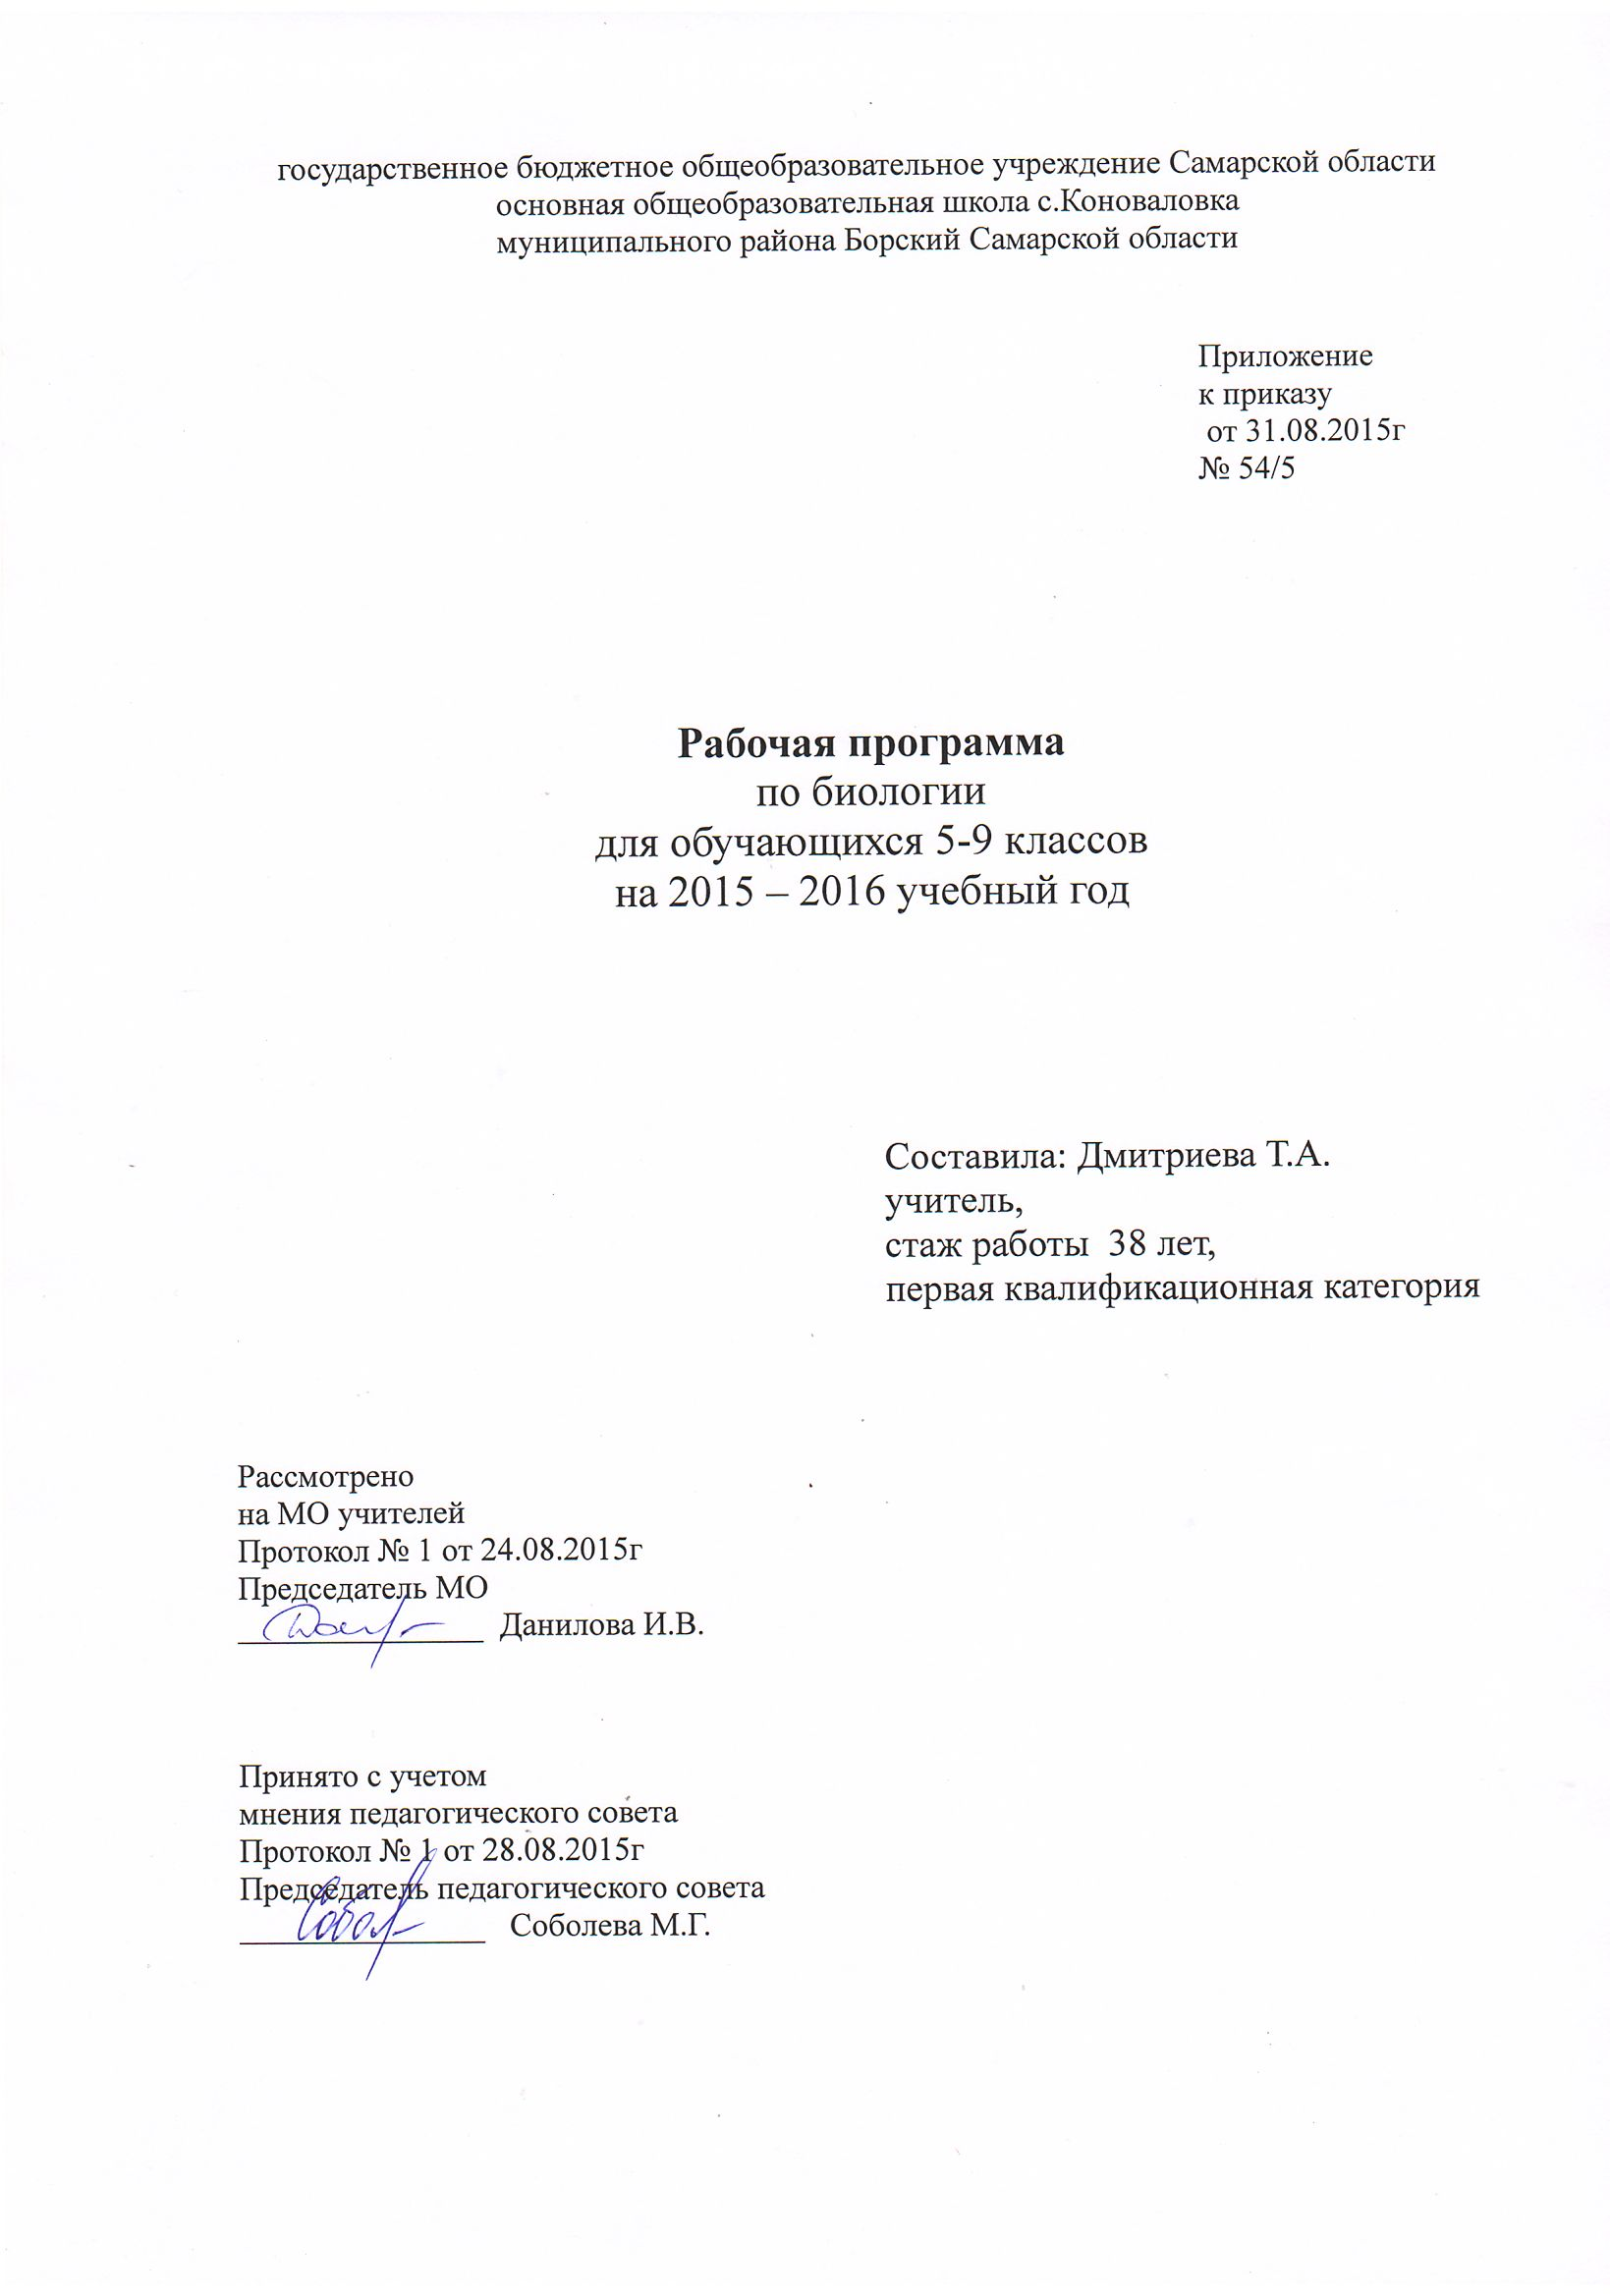 государственное бюджетное общеобразовательное учреждение Самарской области
основная общеобразовательная школа с.Коноваловка
муниципального района Борский Самарской области
Приложение
к приказу
от 31.08.2015г
№ 54/5
Рабочая программа
по биологии
для обучающихся 5-9 классов
на 2015 – 2016 учебный год
Составила: Дмитриева Т.А.
учитель,
стаж работы 38 лет,
первая квалификационная категория
Рассмотрено
на МО учителей
Протокол № 1 от 24.08.2015г
Председатель МО
Данилова И.В.
Принято с учетом
мнения педагогического совета
Протокол № 1 от 28.08.2015г
Председатель педагогического совета
Соболева М.Г.